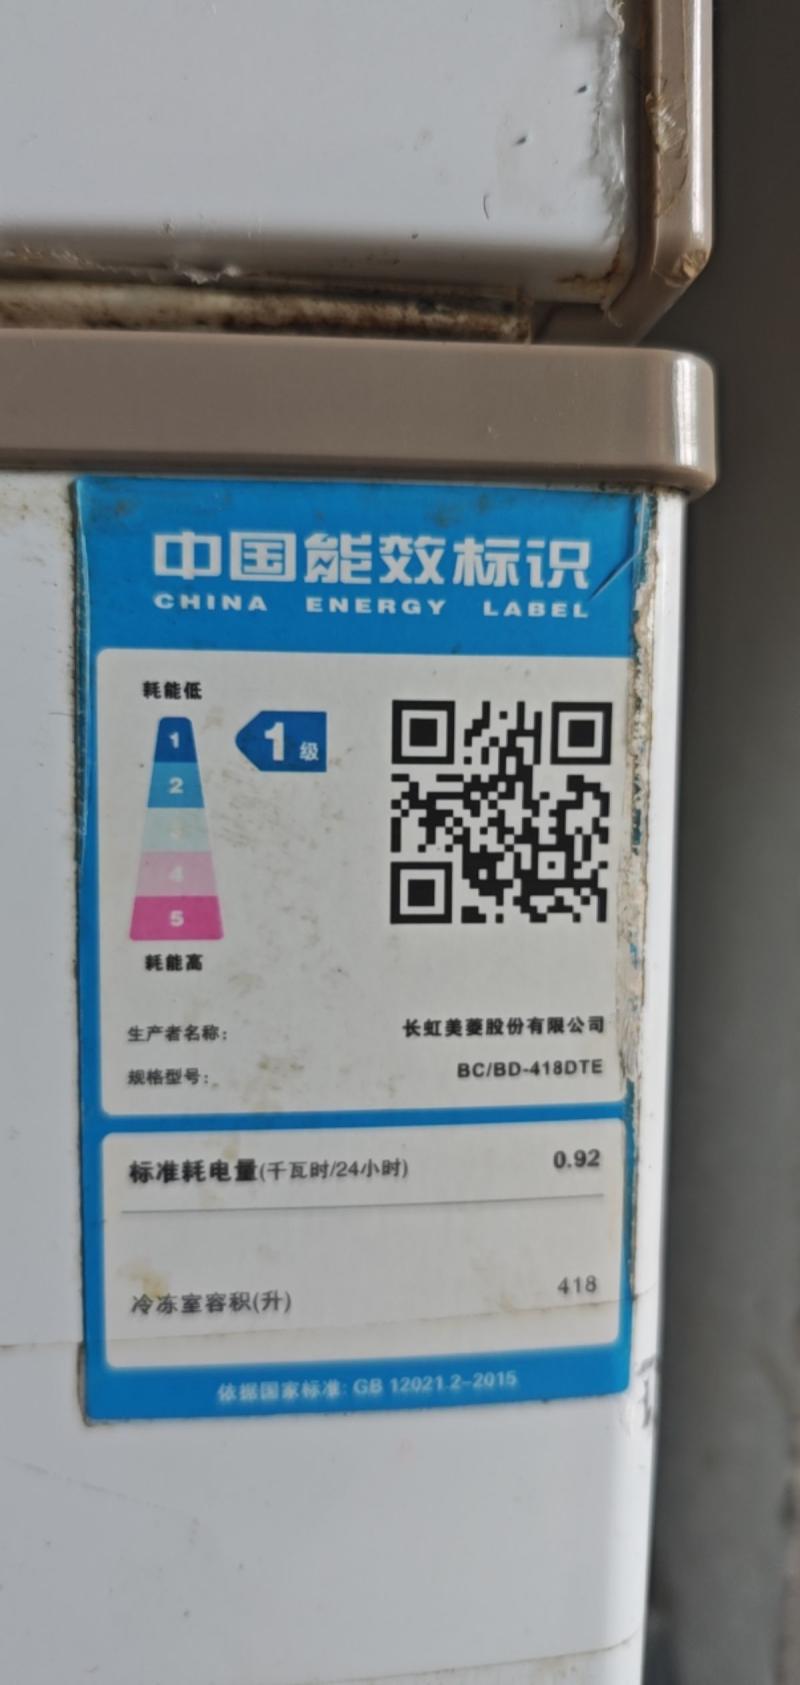 中国能效标识
CHINA ENERGY LABEL
耗能低
1
1级
2
3
4
5
耗能高
生产者名称: 长虹美菱股份有限公司
规格型号: BC/BD-418DTE
标准耗电量(千瓦时/24小时) 0.92
冷冻室容积(升) 418
依据国家标准: GB 12021.2-2015